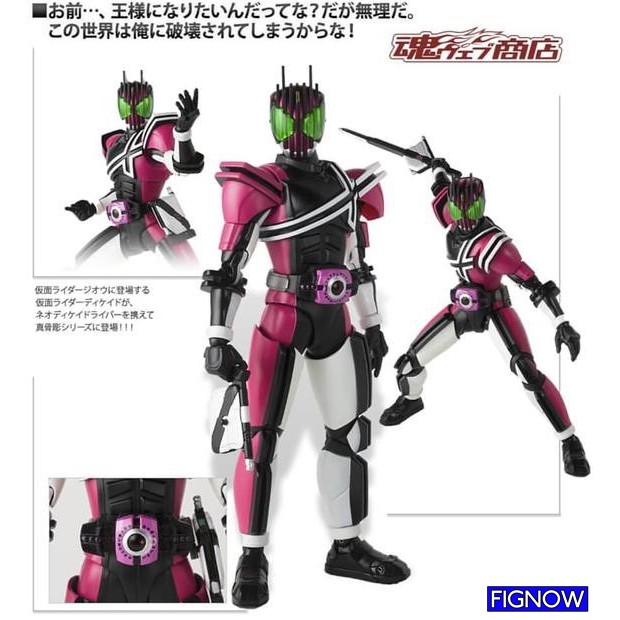 ■お前…、王様になりたいんだってな?だが無理だ。
この世界は俺に破壊されてしまうからな!
魂ウェブ商店
仮面ライダージオウに登場する
仮面ライダーディケイドが、
ネオディケイドライバーを携えて
真骨彫シリーズに登場!!!
FIGNOW